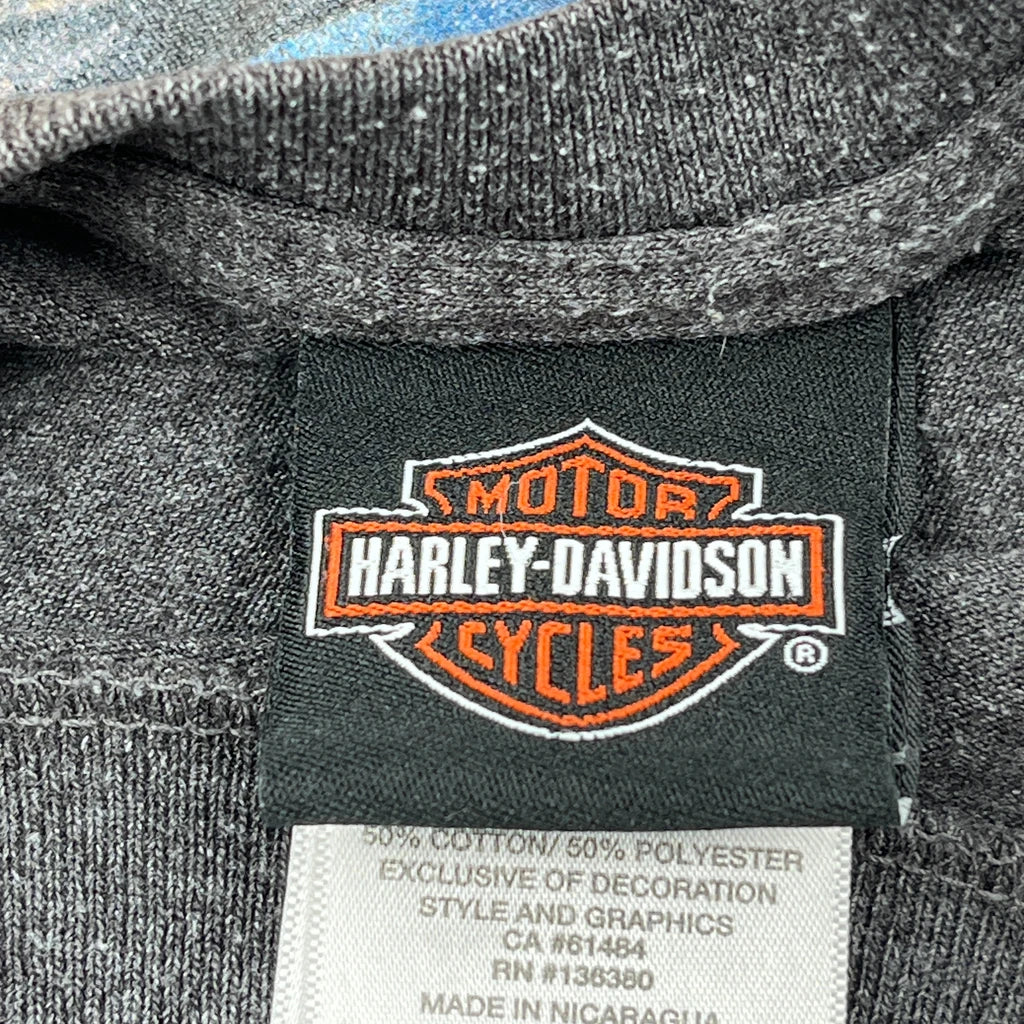 MOTOR
HARLEY-DAVIDSON
CYCLES
®
50% COTTON/ 50% POLYESTER
EXCLUSIVE OF DECORATION
STYLE AND GRAPHICS
CA #61484
RN #136380
MADE IN NICARAGUA